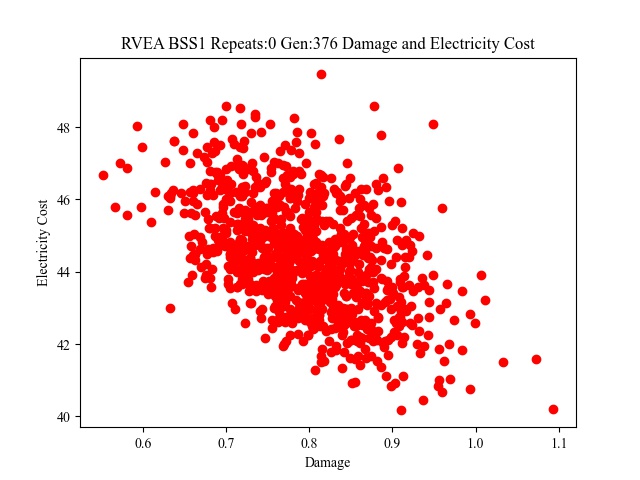 RVEA BSS1 Repeats:0 Gen:376 Damage and Electricity Cost
48
46
44
42
40
Electricity Cost
0.6 0.7 0.8 0.9 1.0 1.1
Damage